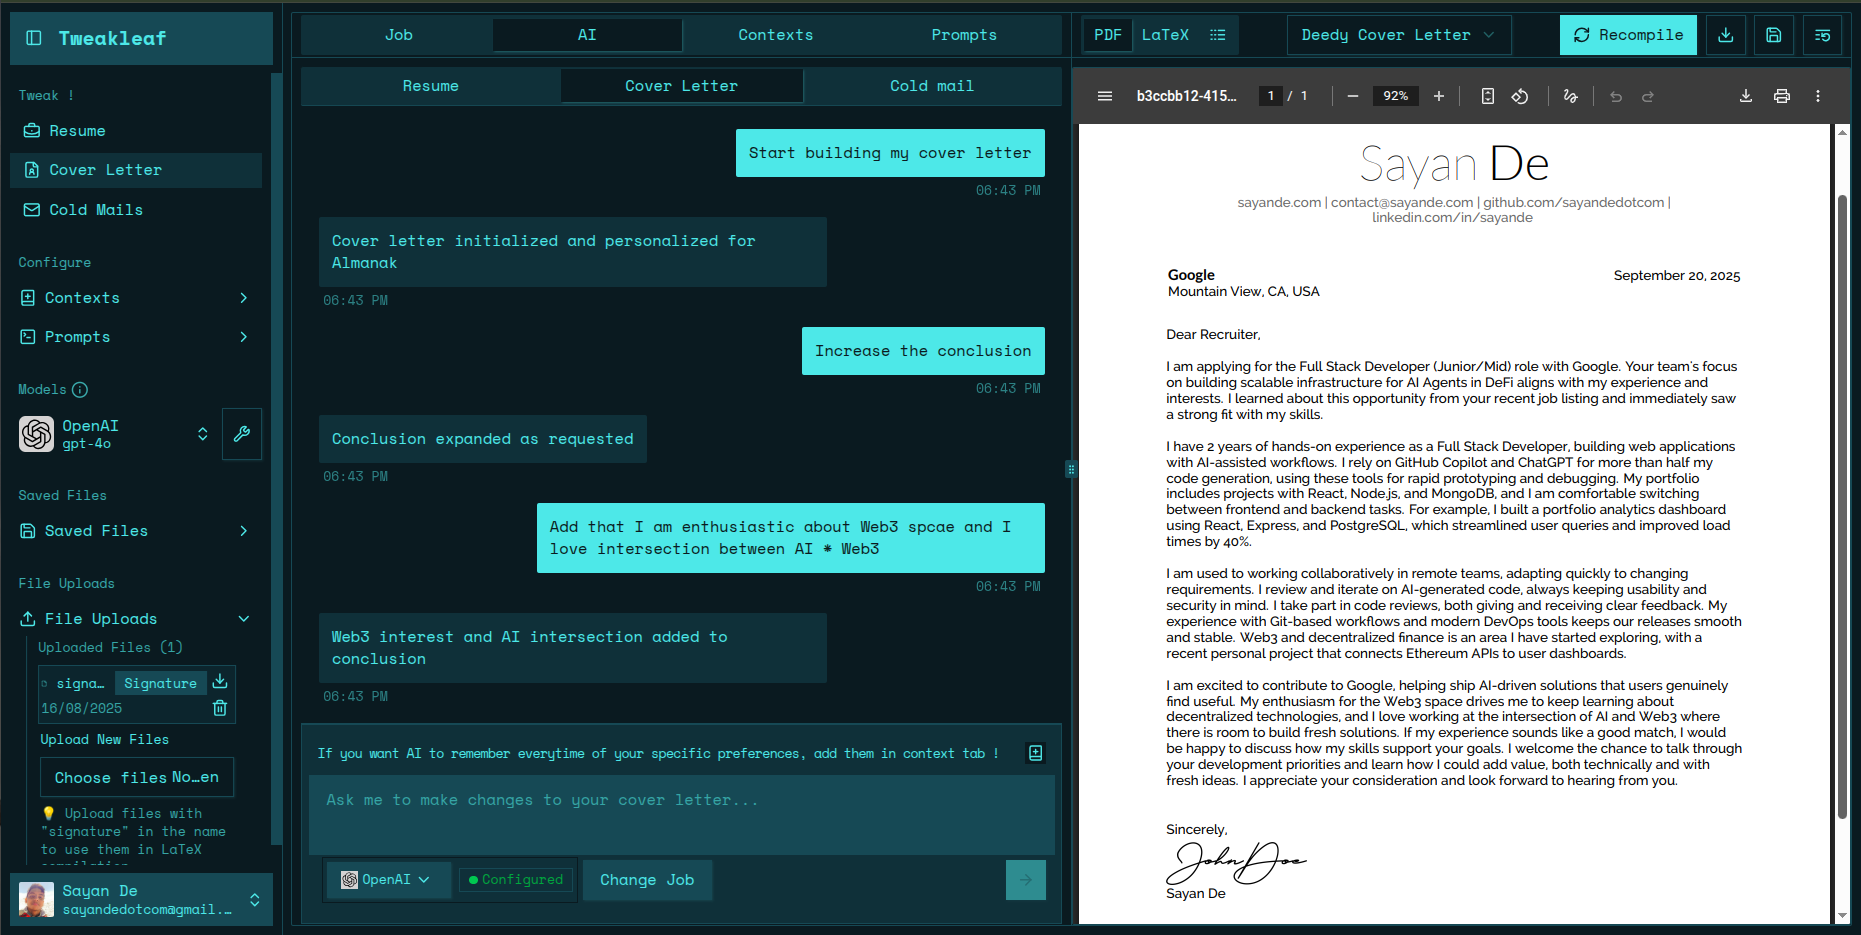 Tweakleaf
Tweak !
Resume
Cover Letter
Cold Mails
Configure
Contexts
Prompts
Models
OpenAI
gpt-4o
Saved Files
Saved Files
File Uploads
File Uploads
Uploaded Files (1)
signa… Signature
16/08/2025
Upload New Files
Choose files No…en
💡 Upload files with
"signature" in the name
to use them in LaTeX
compilation
Sayan De
sayandedotcom@gmail.…
Job AI Contexts Prompts
Resume Cover Letter Cold mail
Start building my cover letter
06:43 PM
Cover letter initialized and personalized for
Almanak
06:43 PM
Increase the conclusion
06:43 PM
Conclusion expanded as requested
06:43 PM
Add that I am enthusiastic about Web3 spcae and I
love intersection between AI * Web3
06:43 PM
Web3 interest and AI intersection added to
conclusion
06:43 PM
If you want AI to remember everytime of your specific preferences, add them in context tab !
Ask me to make changes to your cover letter...
OpenAI Configured Change Job
PDF LaTeX Deedy Cover Letter Recompile
b3ccbb12-415… 1 / 1 92%
Sayan De
sayande.com | contact@sayande.com | github.com/sayandedotcom |
linkedin.com/in/sayande
Google September 20, 2025
Mountain View, CA, USA
Dear Recruiter,
I am applying for the Full Stack Developer (Junior/Mid) role with Google. Your team's focus
on building scalable infrastructure for AI Agents in DeFi aligns with my experience and
interests. I learned about this opportunity from your recent job listing and immediately saw
a strong fit with my skills.
I have 2 years of hands-on experience as a Full Stack Developer, building web applications
with AI-assisted workflows. I rely on GitHub Copilot and ChatGPT for more than half my
code generation, using these tools for rapid prototyping and debugging. My portfolio
includes projects with React, Node.js, and MongoDB, and I am comfortable switching
between frontend and backend tasks. For example, I built a portfolio analytics dashboard
using React, Express, and PostgreSQL, which streamlined user queries and improved load
times by 40%.
I am used to working collaboratively in remote teams, adapting quickly to changing
requirements. I review and iterate on AI-generated code, always keeping usability and
security in mind. I take part in code reviews, both giving and receiving clear feedback. My
experience with Git-based workflows and modern DevOps tools keeps our releases smooth
and stable. Web3 and decentralized finance is an area I have started exploring, with a
recent personal project that connects Ethereum APIs to user dashboards.
I am excited to contribute to Google, helping ship AI-driven solutions that users genuinely
find useful. My enthusiasm for the Web3 space drives me to keep learning about
decentralized technologies, and I love working at the intersection of AI and Web3 where
there is room to build fresh solutions. If my experience sounds like a good match, I would
be happy to discuss how my skills support your goals. I welcome the chance to talk through
your development priorities and learn how I could add value, both technically and with
fresh ideas. I appreciate your consideration and look forward to hearing from you.
Sincerely,
John Doe
Sayan De